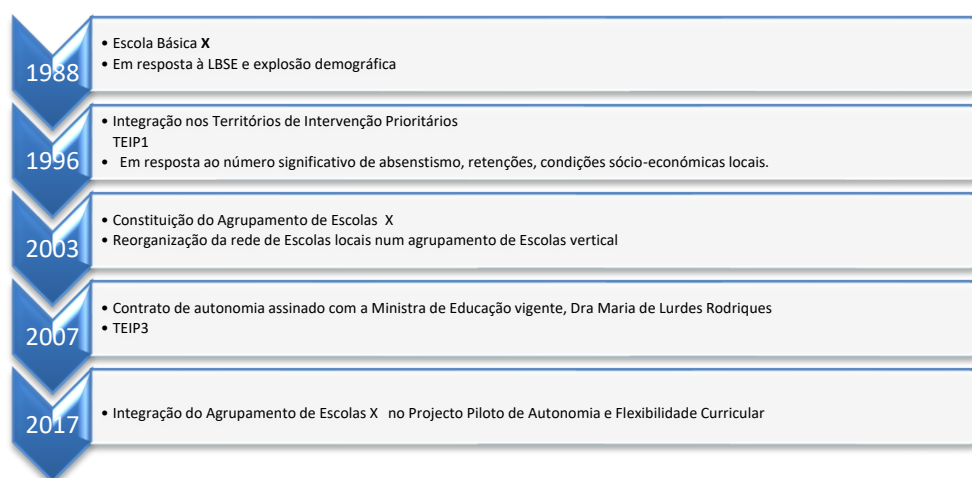 1988
• Escola Básica X
• Em resposta à LBSE e explosão demográfica
1996
• Integração nos Territórios de Intervenção Prioritários
TEIP1
• Em resposta ao número significativo de absenstismo, retenções, condições sócio-económicas locais.
2003
• Constituição do Agrupamento de Escolas X
• Reorganização da rede de Escolas locais num agrupamento de Escolas vertical
2007
• Contrato de autonomia assinado com a Ministra de Educação vigente, Dra Maria de Lurdes Rodriques
• TEIP3
2017
• Integração do Agrupamento de Escolas X no Projecto Piloto de Autonomia e Flexibilidade Curricular